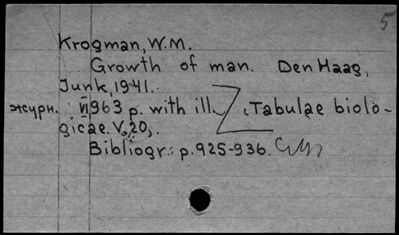 5
Krogman, W.M.
Growth of man. Den Haag,
Junk, 1941.
журн. VI, 963 p. with ill. (Tabulae biolo-
gicae. V. 20).
Bibliogr.: p. 925-936.